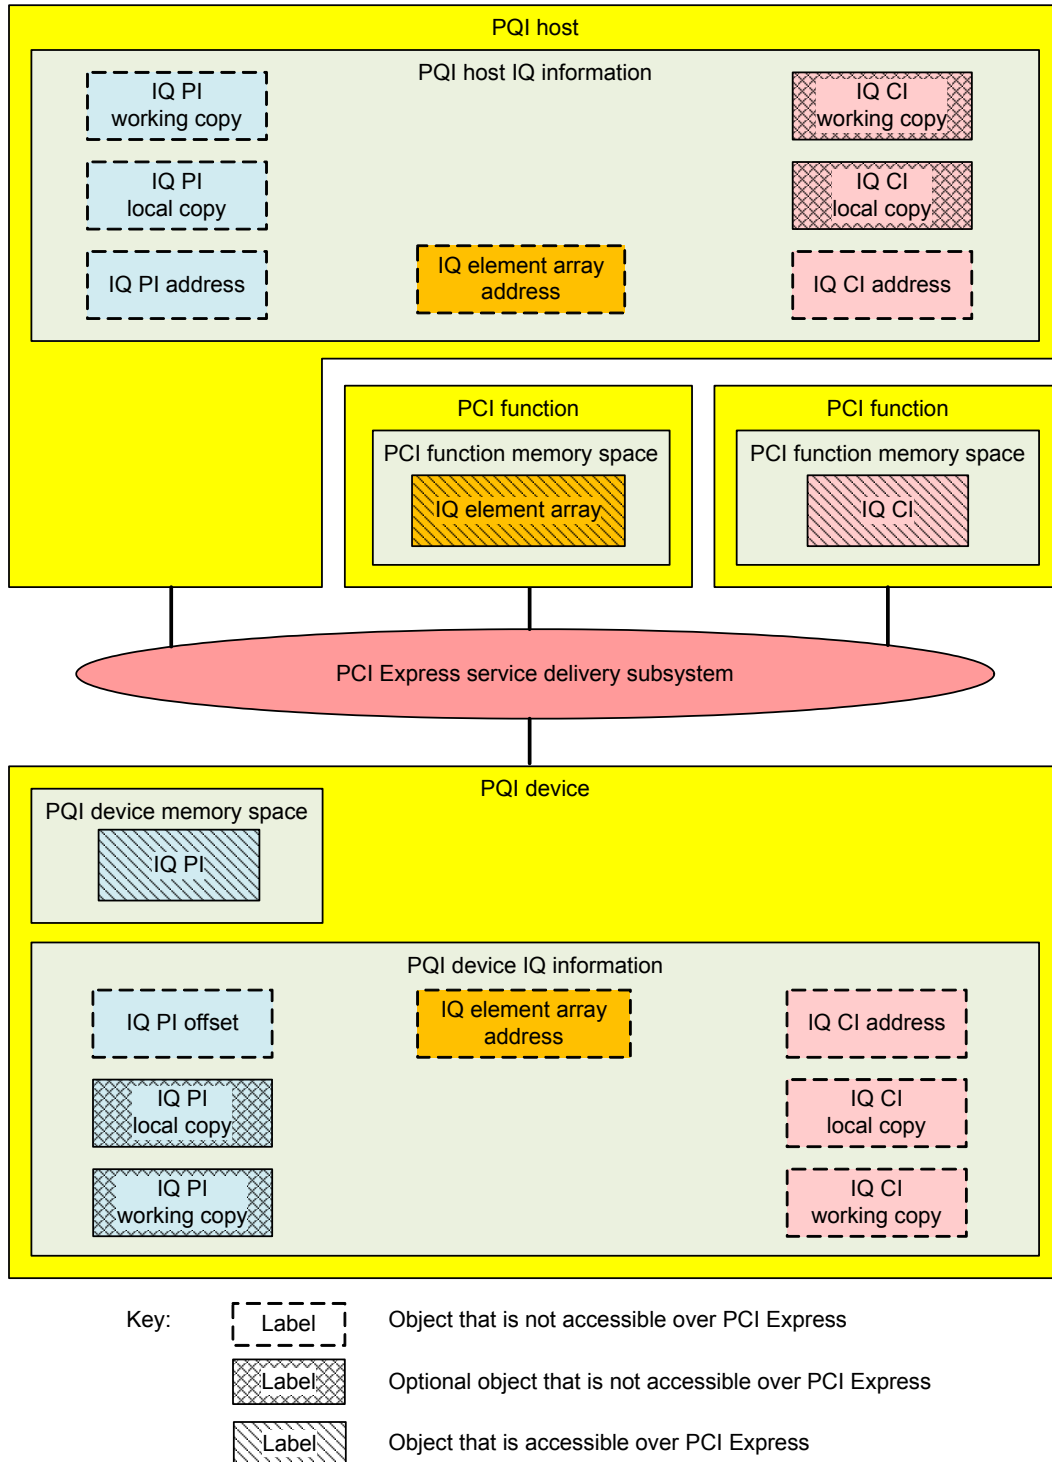 PQI host
PQI host IQ information
IQ PI
working copy
IQ CI
working copy
IQ PI
local copy
IQ CI
local copy
IQ PI address
IQ element array
address
IQ CI address
PCI function
PCI function memory space
IQ element array
PCI function
PCI function memory space
IQ CI
PCI Express service delivery subsystem
PQI device
PQI device memory space
IQ PI
PQI device IQ information
IQ PI offset
IQ element array
address
IQ CI address
IQ PI
local copy
IQ CI
local copy
IQ PI
working copy
IQ CI
working copy
Key:
Label
Object that is not accessible over PCI Express
Label
Optional object that is not accessible over PCI Express
Label
Object that is accessible over PCI Express